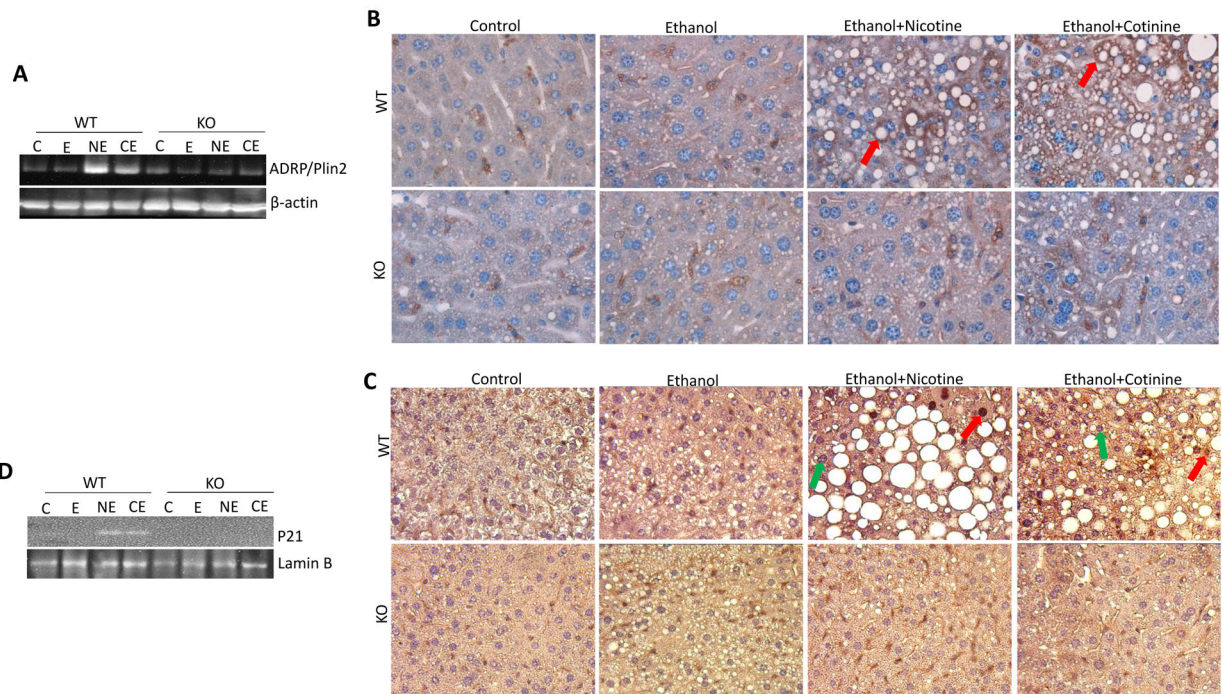 A
WT KO
C E NE CE C E NE CE
ADRP/Plin2
β-actin
B
Control Ethanol Ethanol+Nicotine Ethanol+Cotinine
WT
KO
C
Control Ethanol Ethanol+Nicotine Ethanol+Cotinine
WT
KO
D
WT KO
C E NE CE C E NE CE
P21
Lamin B